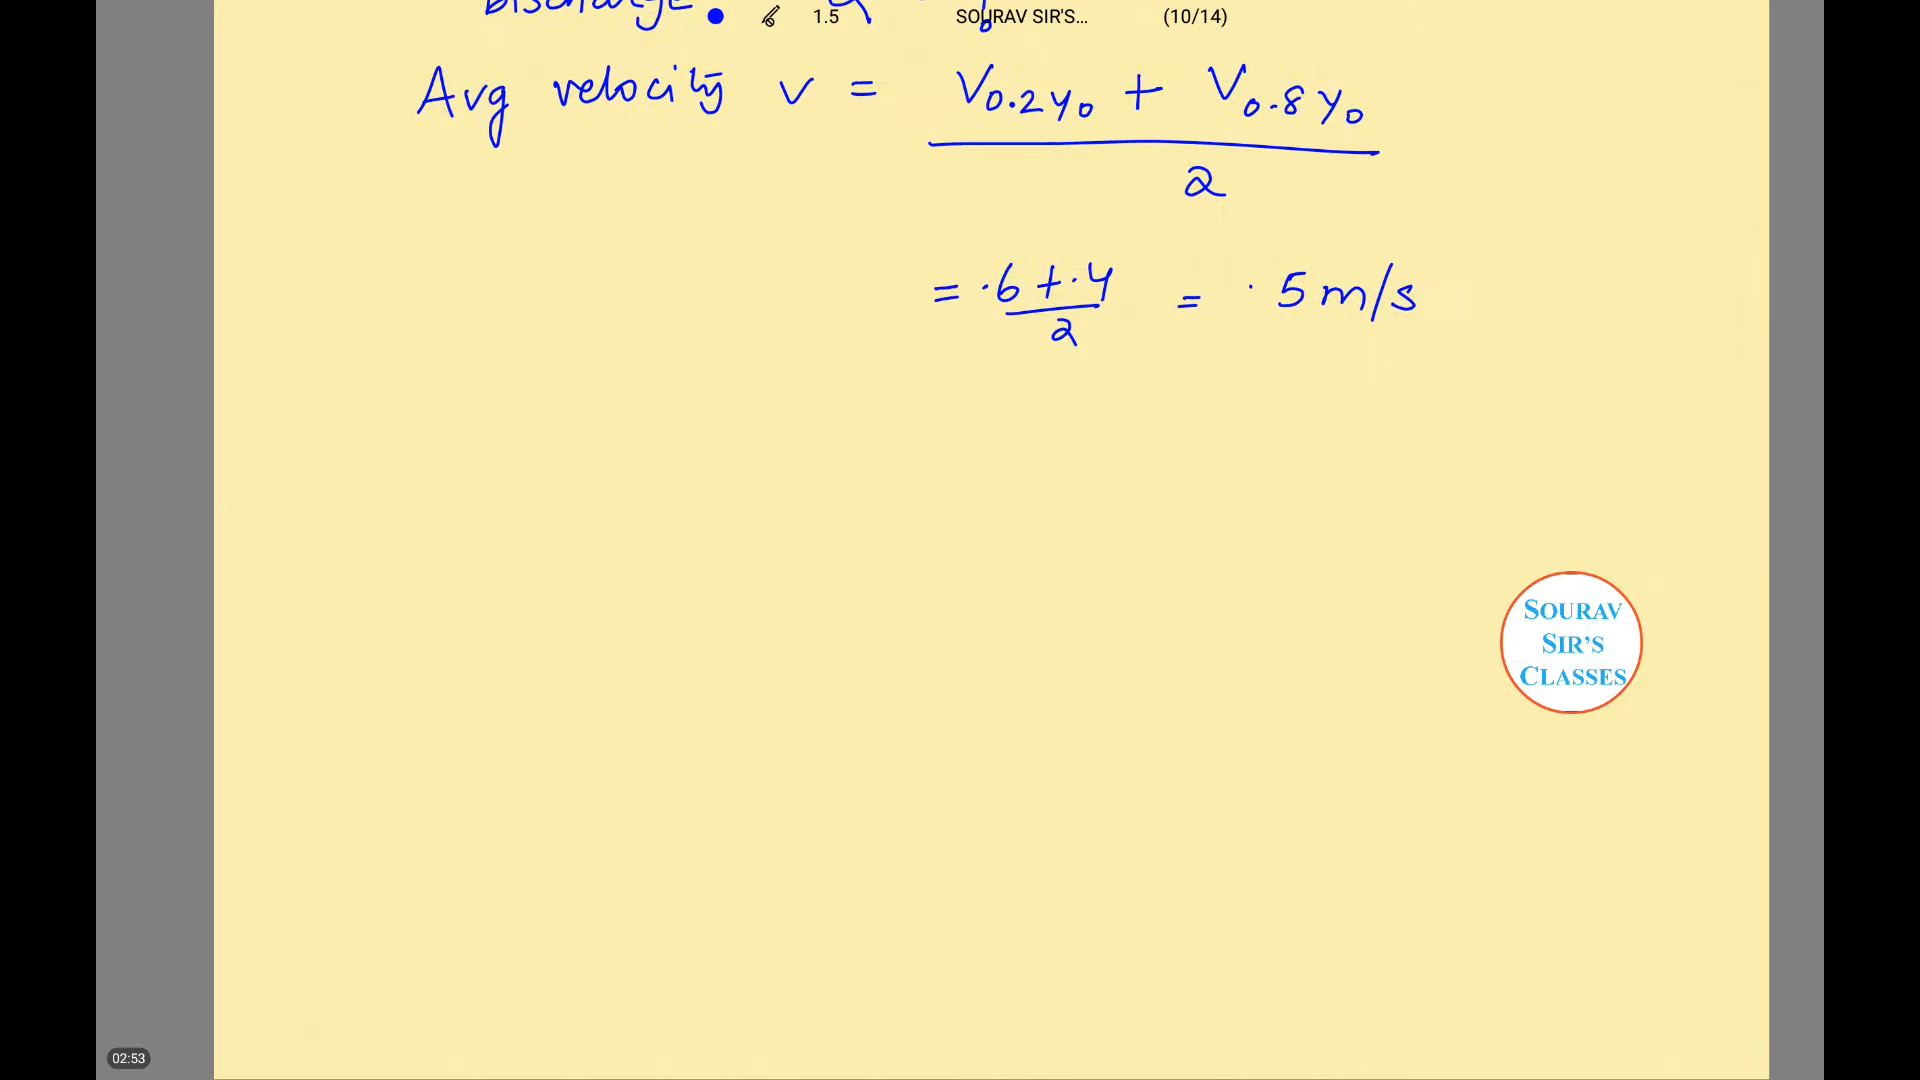 Discharge
1.5 SOURAV SIR'S... (10/14)
Avg velocity v = V0.2y0 + V0.8y0
2
= .6+.4 = .5 m/s
2
SOURAV
SIR'S
CLASSES
02:53